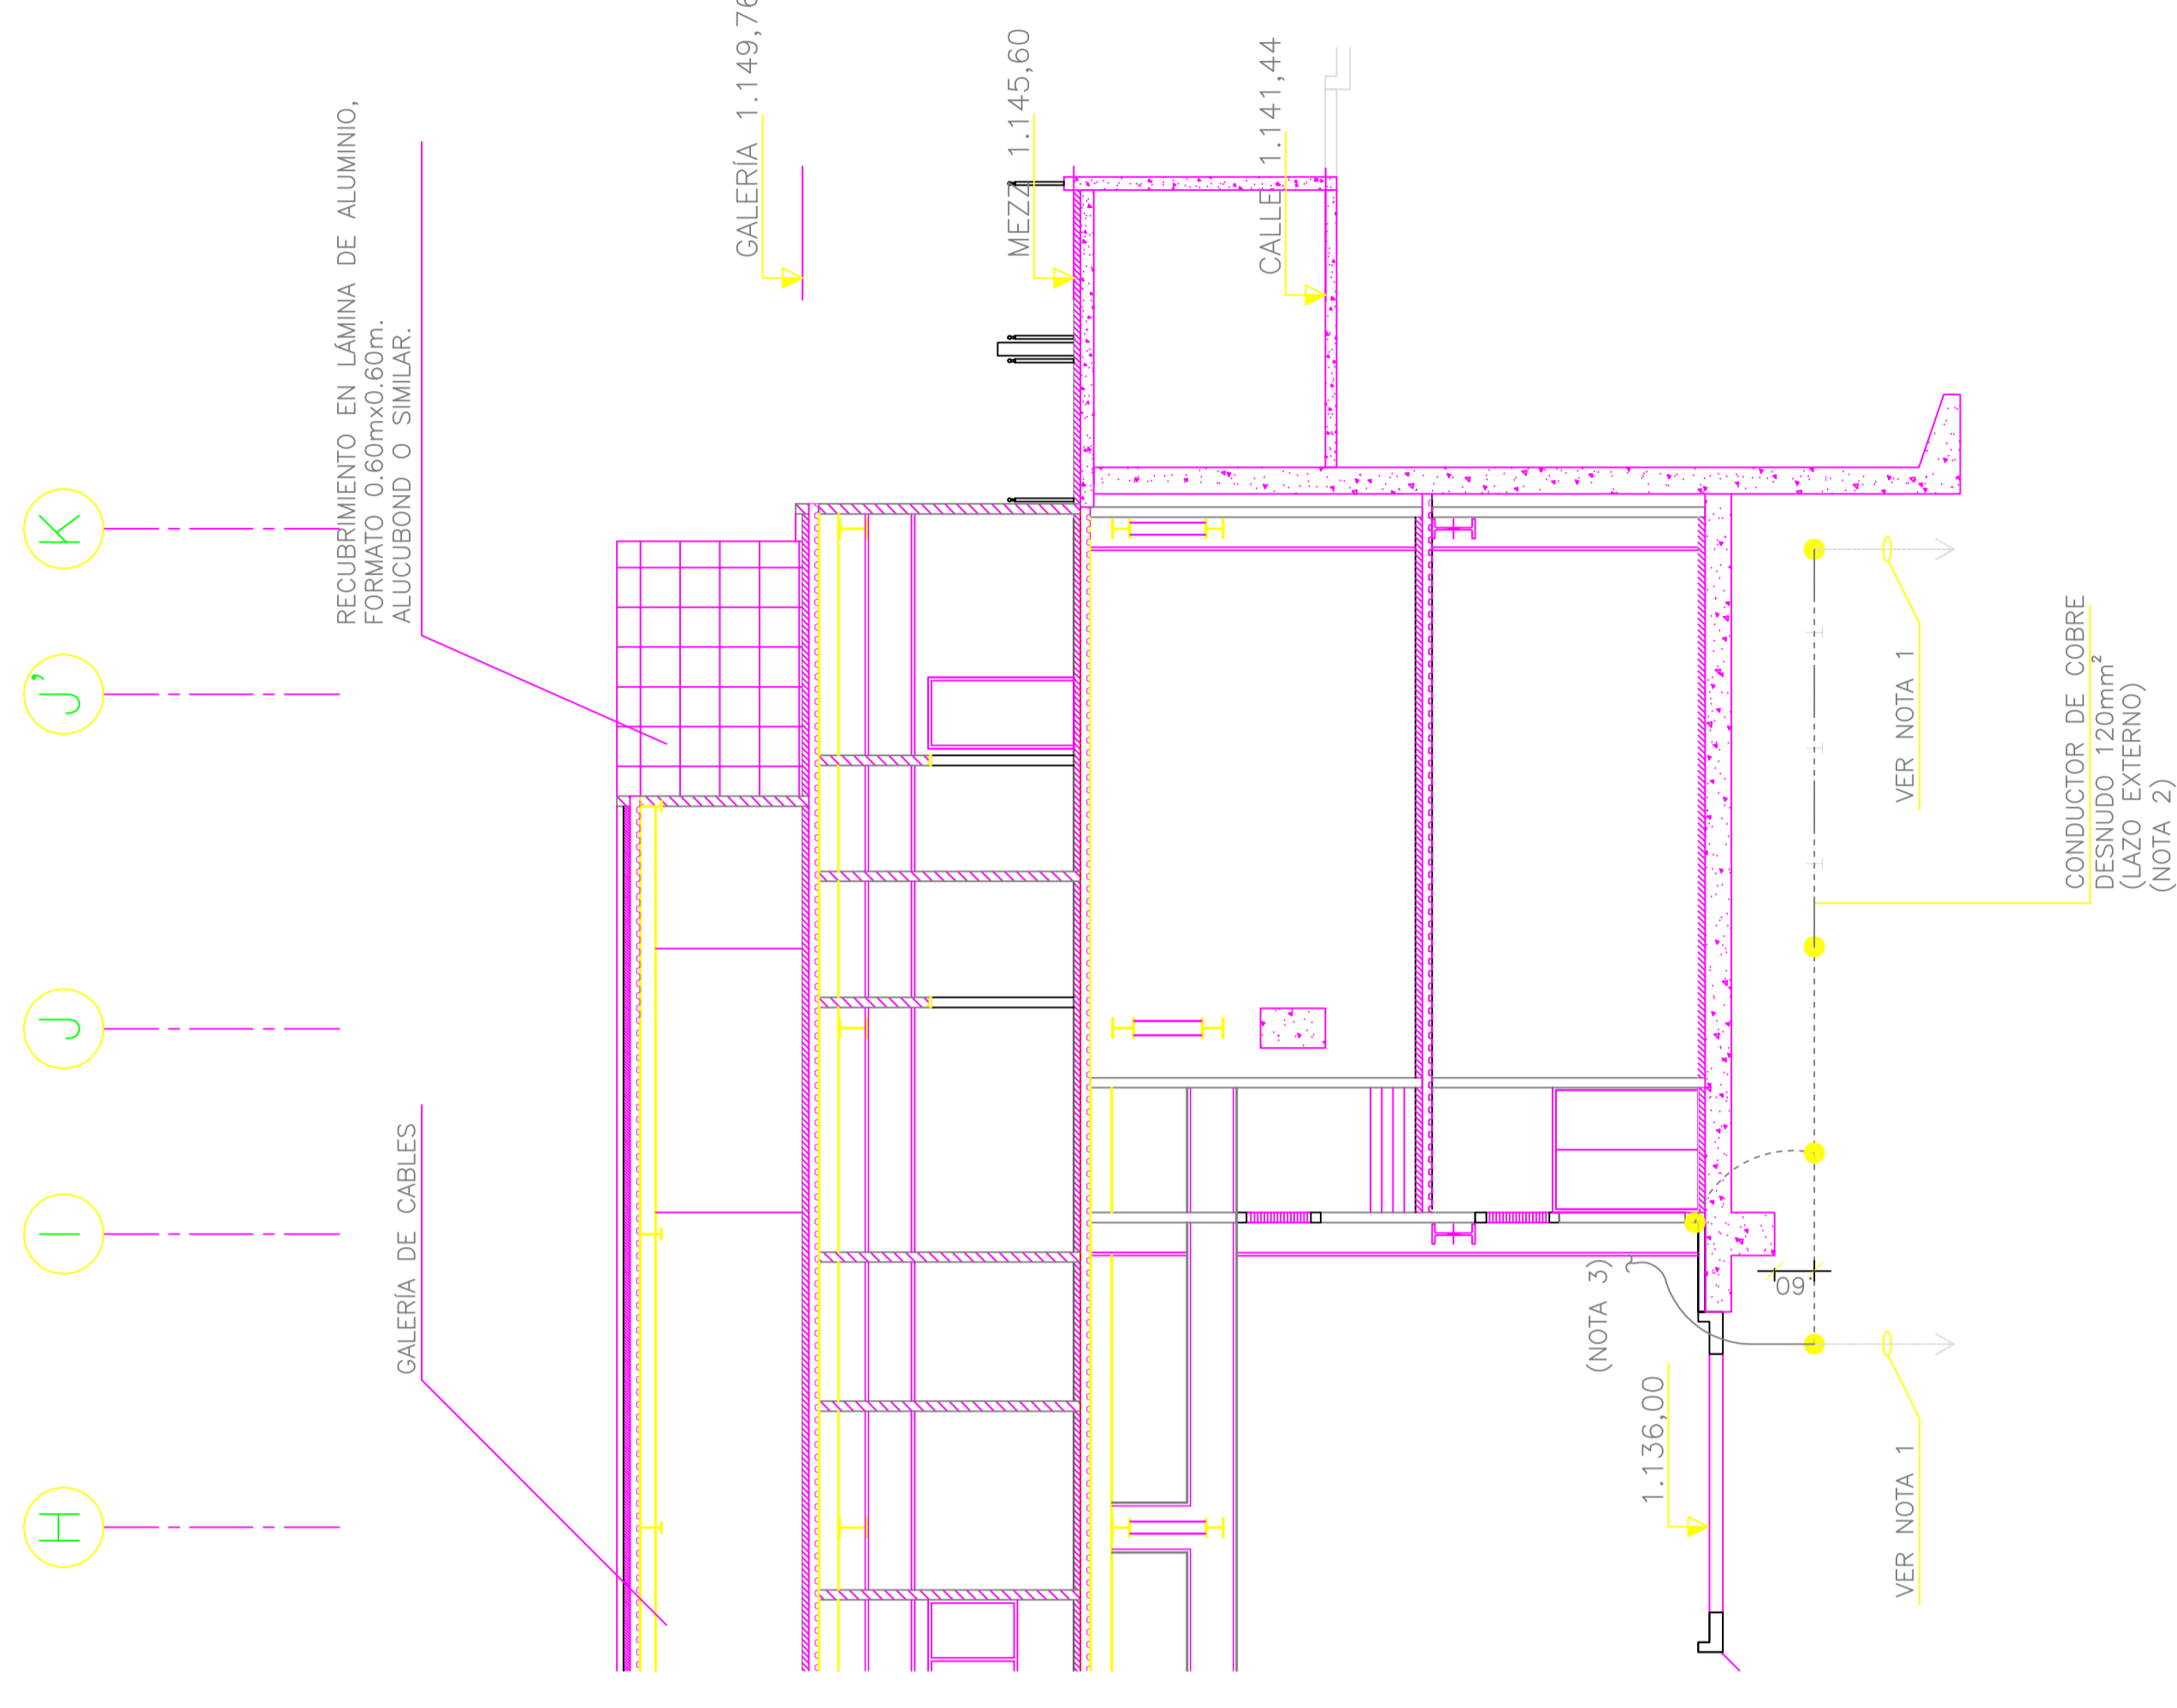 H
I
J
J'
K
RECUBRIMIENTO EN LÁMINA DE ALUMINIO,
FORMATO 0.60mx0.60m.
ALUCUBOND O SIMILAR.
GALERÍA DE CABLES
GALERÍA 1.149,76
MEZZ. 1.145,60
CALLE 1.141,44
(NOTA 3)
1.136,00
.60
VER NOTA 1
VER NOTA 1
CONDUCTOR DE COBRE
DESNUDO 120mm²
(LAZO EXTERNO)
(NOTA 2)